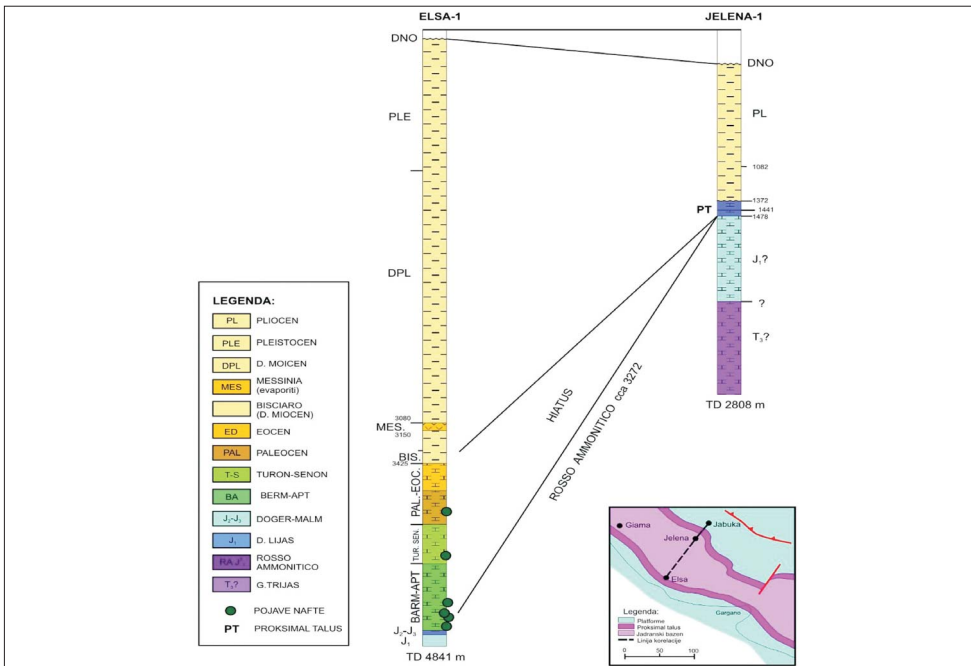 ELSA-1
JELENA-1
DNO
DNO
PLE
PL
1082
1372
PT
1441
1478
DPL
J₁?
?
T₃?
TD 2808 m
HIATUS
ROSSO AMMONITICO cca 3272
3080
MES.
3150
BIS.
3425
PAL.-EOC.
TUR. SEN.
BARM-APT
J₂-J₃
J₁
TD 4841 m
LEGENDA:
PL PLIOCEN
PLE PLEISTOCEN
DPL D. MOICEN
MES MESSINIA
(evaporiti)
BISCIARO
(D. MIOCEN)
ED EOCEN
PAL PALEOCEN
T-S TURON-SENON
BA BERM-APT
J₂-J₃ DOGER-MALM
J₁ D. LIJAS
ROSSO
AMMONITICO
T₃? G.TRIJAS
POJAVE NAFTE
PT PROKSIMAL TALUS
Giama
Jabuka
Jelena
Elsa
Gargano
Legenda:
Platforme
Proksimal talus
Jadranski bazen
Linija korelacije
0 50 100